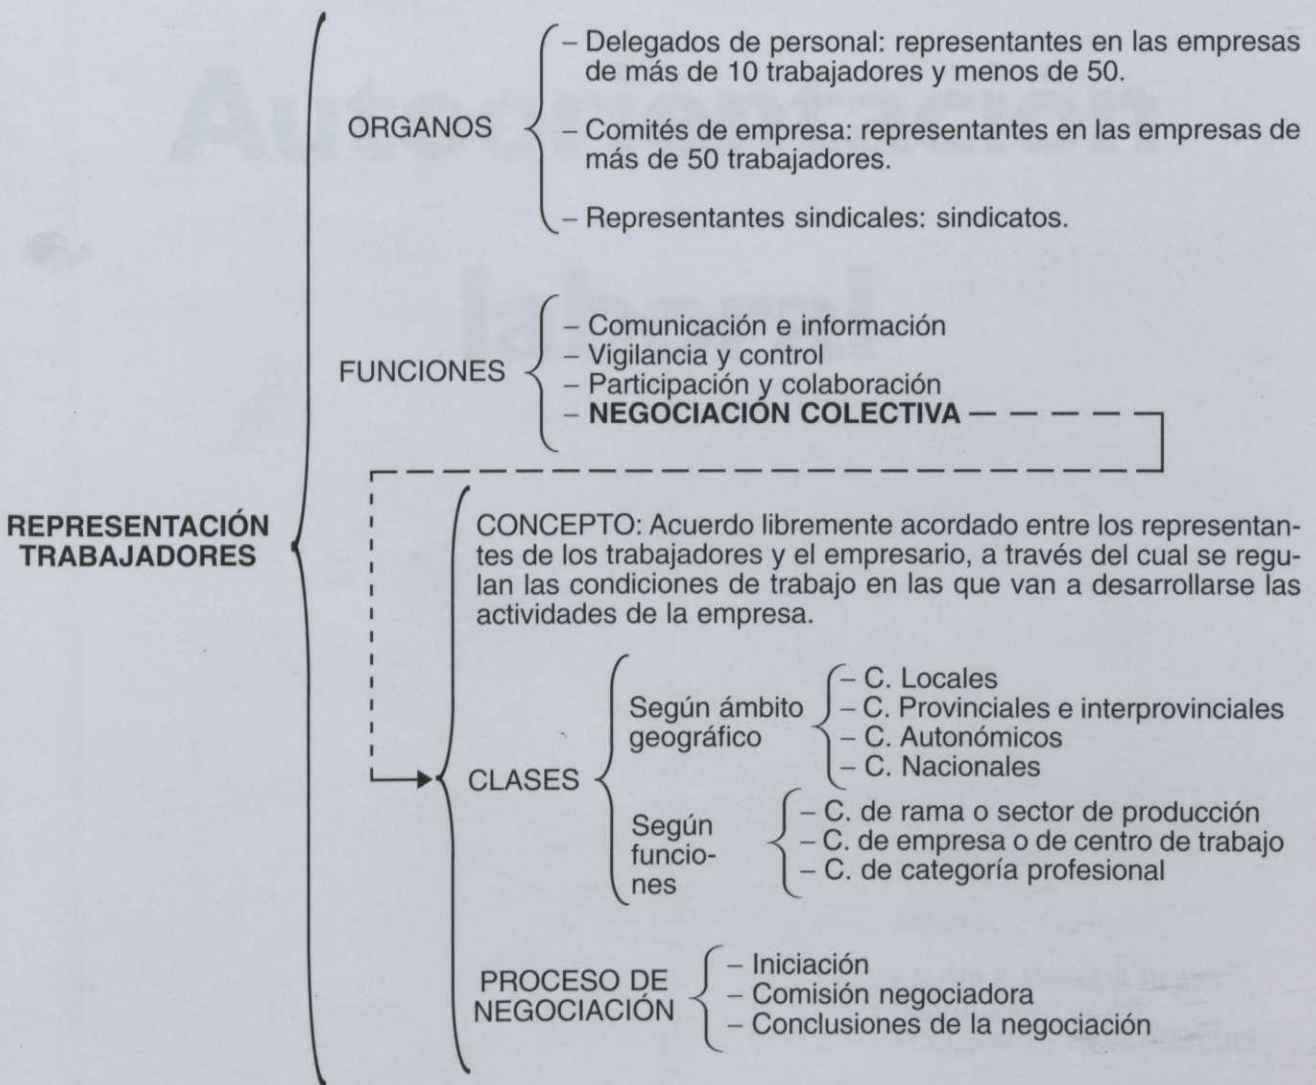 – Delegados de personal: representantes en las empresas
de más de 10 trabajadores y menos de 50.
ORGANOS
– Comités de empresa: representantes en las empresas de
más de 50 trabajadores.
– Representantes sindicales: sindicatos.
– Comunicación e información
– Vigilancia y control
FUNCIONES
– Participación y colaboración
– NEGOCIACIÓN COLECTIVA
REPRESENTACIÓN
TRABAJADORES
CONCEPTO: Acuerdo libremente acordado entre los representan-
tes de los trabajadores y el empresario, a través del cual se regu-
lan las condiciones de trabajo en las que van a desarrollarse las
actividades de la empresa.
CLASES
Según ámbito
geográfico
– C. Locales
– C. Provinciales e interprovinciales
– C. Autonómicos
– C. Nacionales
Según
funcio-
nes
– C. de rama o sector de producción
– C. de empresa o de centro de trabajo
– C. de categoría profesional
PROCESO DE
NEGOCIACIÓN
– Iniciación
– Comisión negociadora
– Conclusiones de la negociación